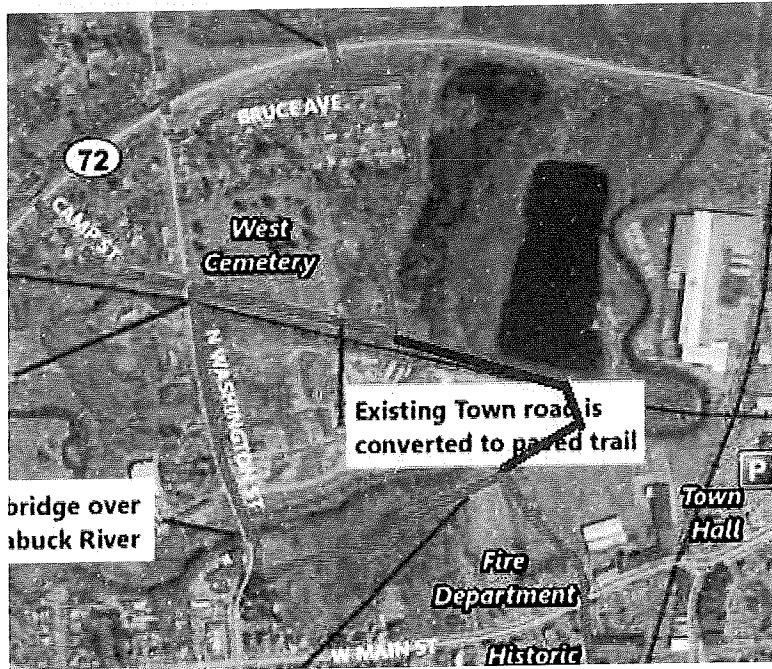 BRUCE AVE
72
CAMP ST
West
Cemetery
N WASHINGTON ST
Existing Town road is
converted to paved trail
P
bridge over
abuck River
Town
Hall
Fire
Department
W MAIN ST
Historic